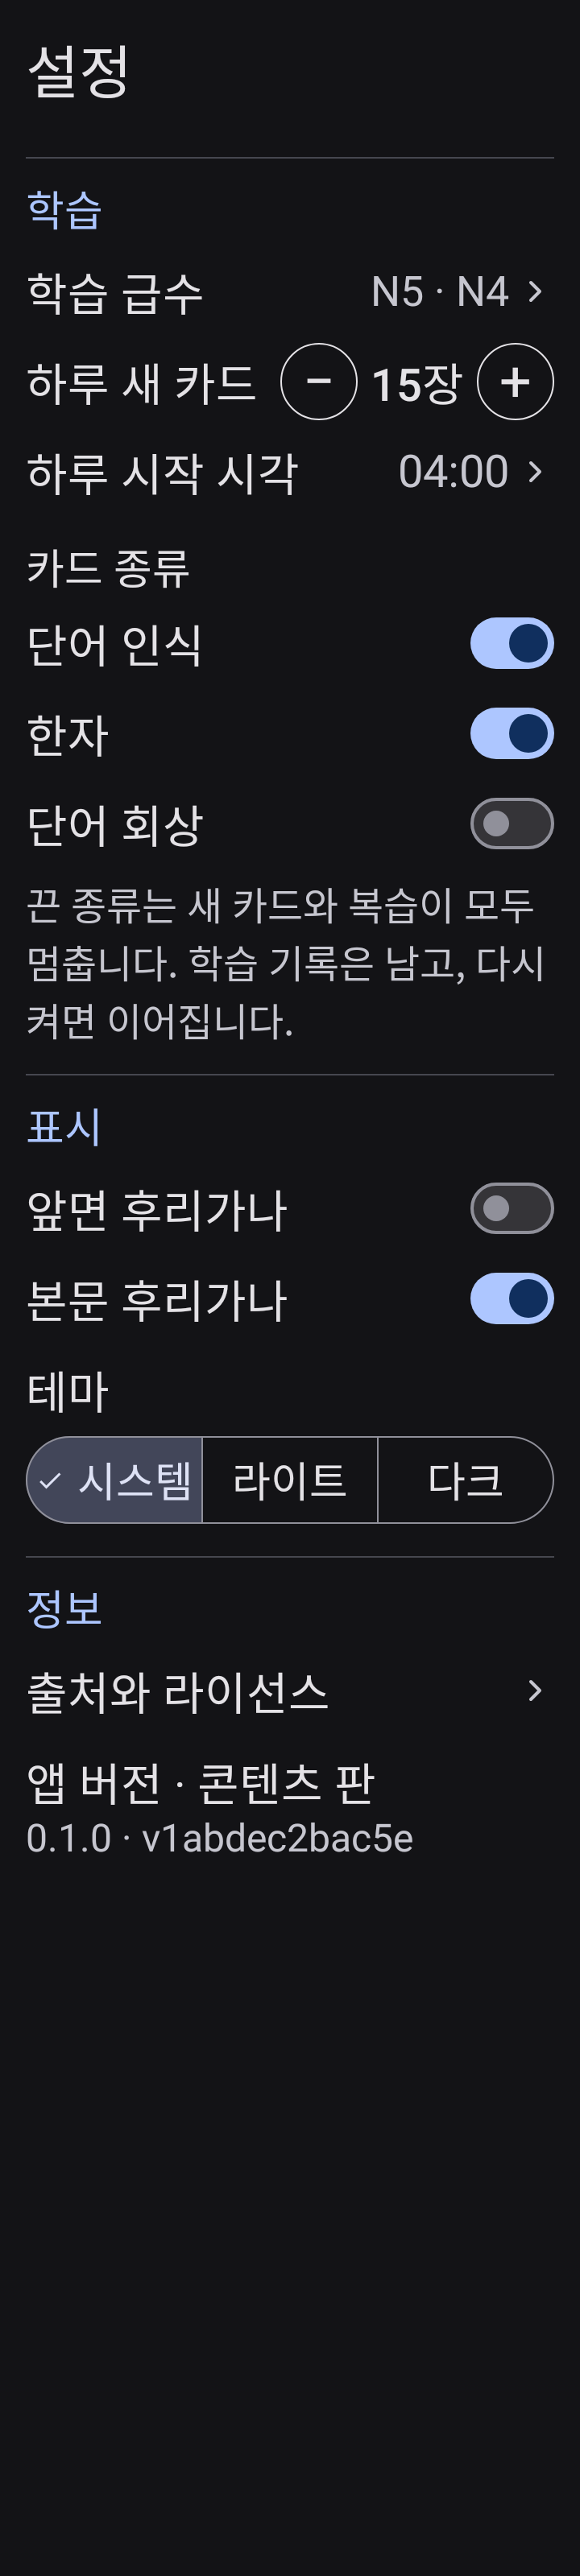 설정
학습
학습 급수 N5 · N4
하루 새 카드 − 15장 +
하루 시작 시각 04:00
카드 종류
단어 인식
한자
단어 회상
끈 종류는 새 카드와 복습이 모두
멈춥니다. 학습 기록은 남고, 다시
켜면 이어집니다.
표시
앞면 후리가나
본문 후리가나
테마
시스템 라이트 다크
정보
출처와 라이선스
앱 버전 · 콘텐츠 판
0.1.0 · v1abdec2bac5e